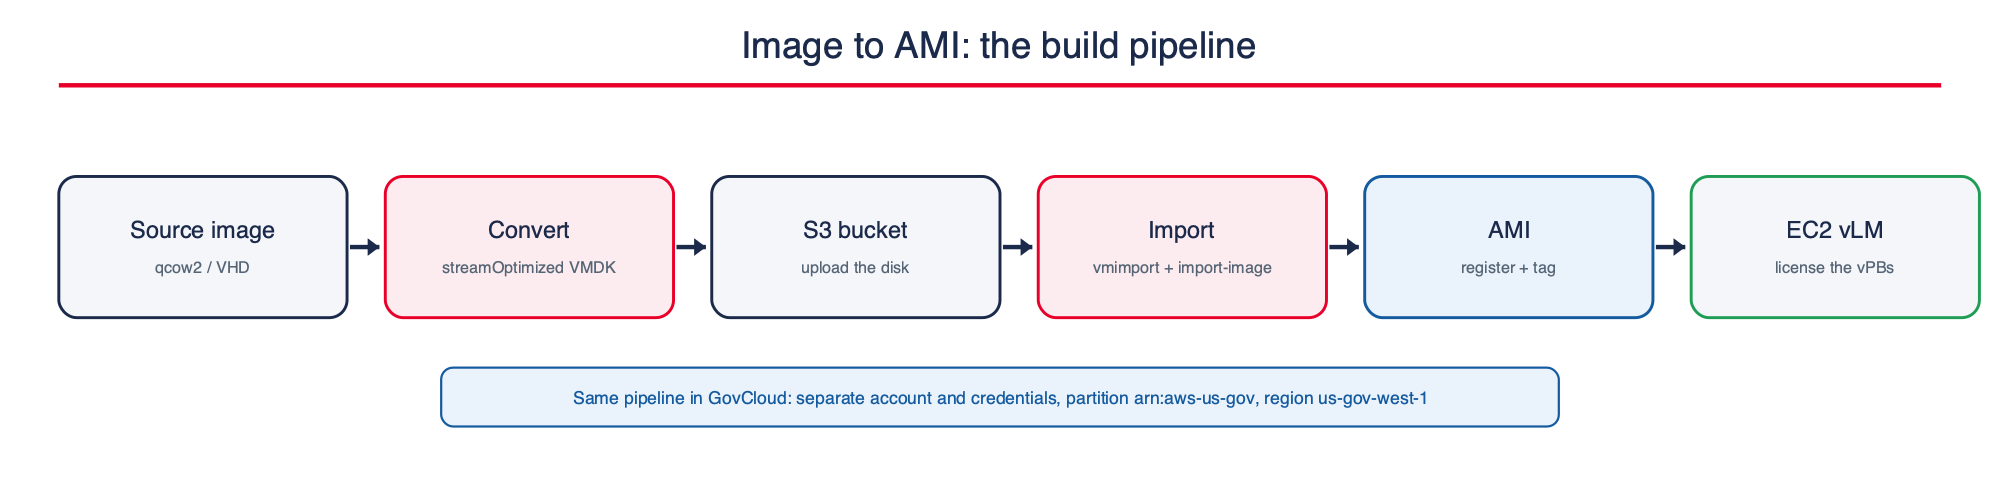 Image to AMI: the build pipeline
Source image
qcow2 / VHD
Convert
streamOptimized VMDK
S3 bucket
upload the disk
Import
vmimport + import-image
AMI
register + tag
EC2 vLM
license the vPBs
Same pipeline in GovCloud: separate account and credentials, partition arn:aws-us-gov, region us-gov-west-1